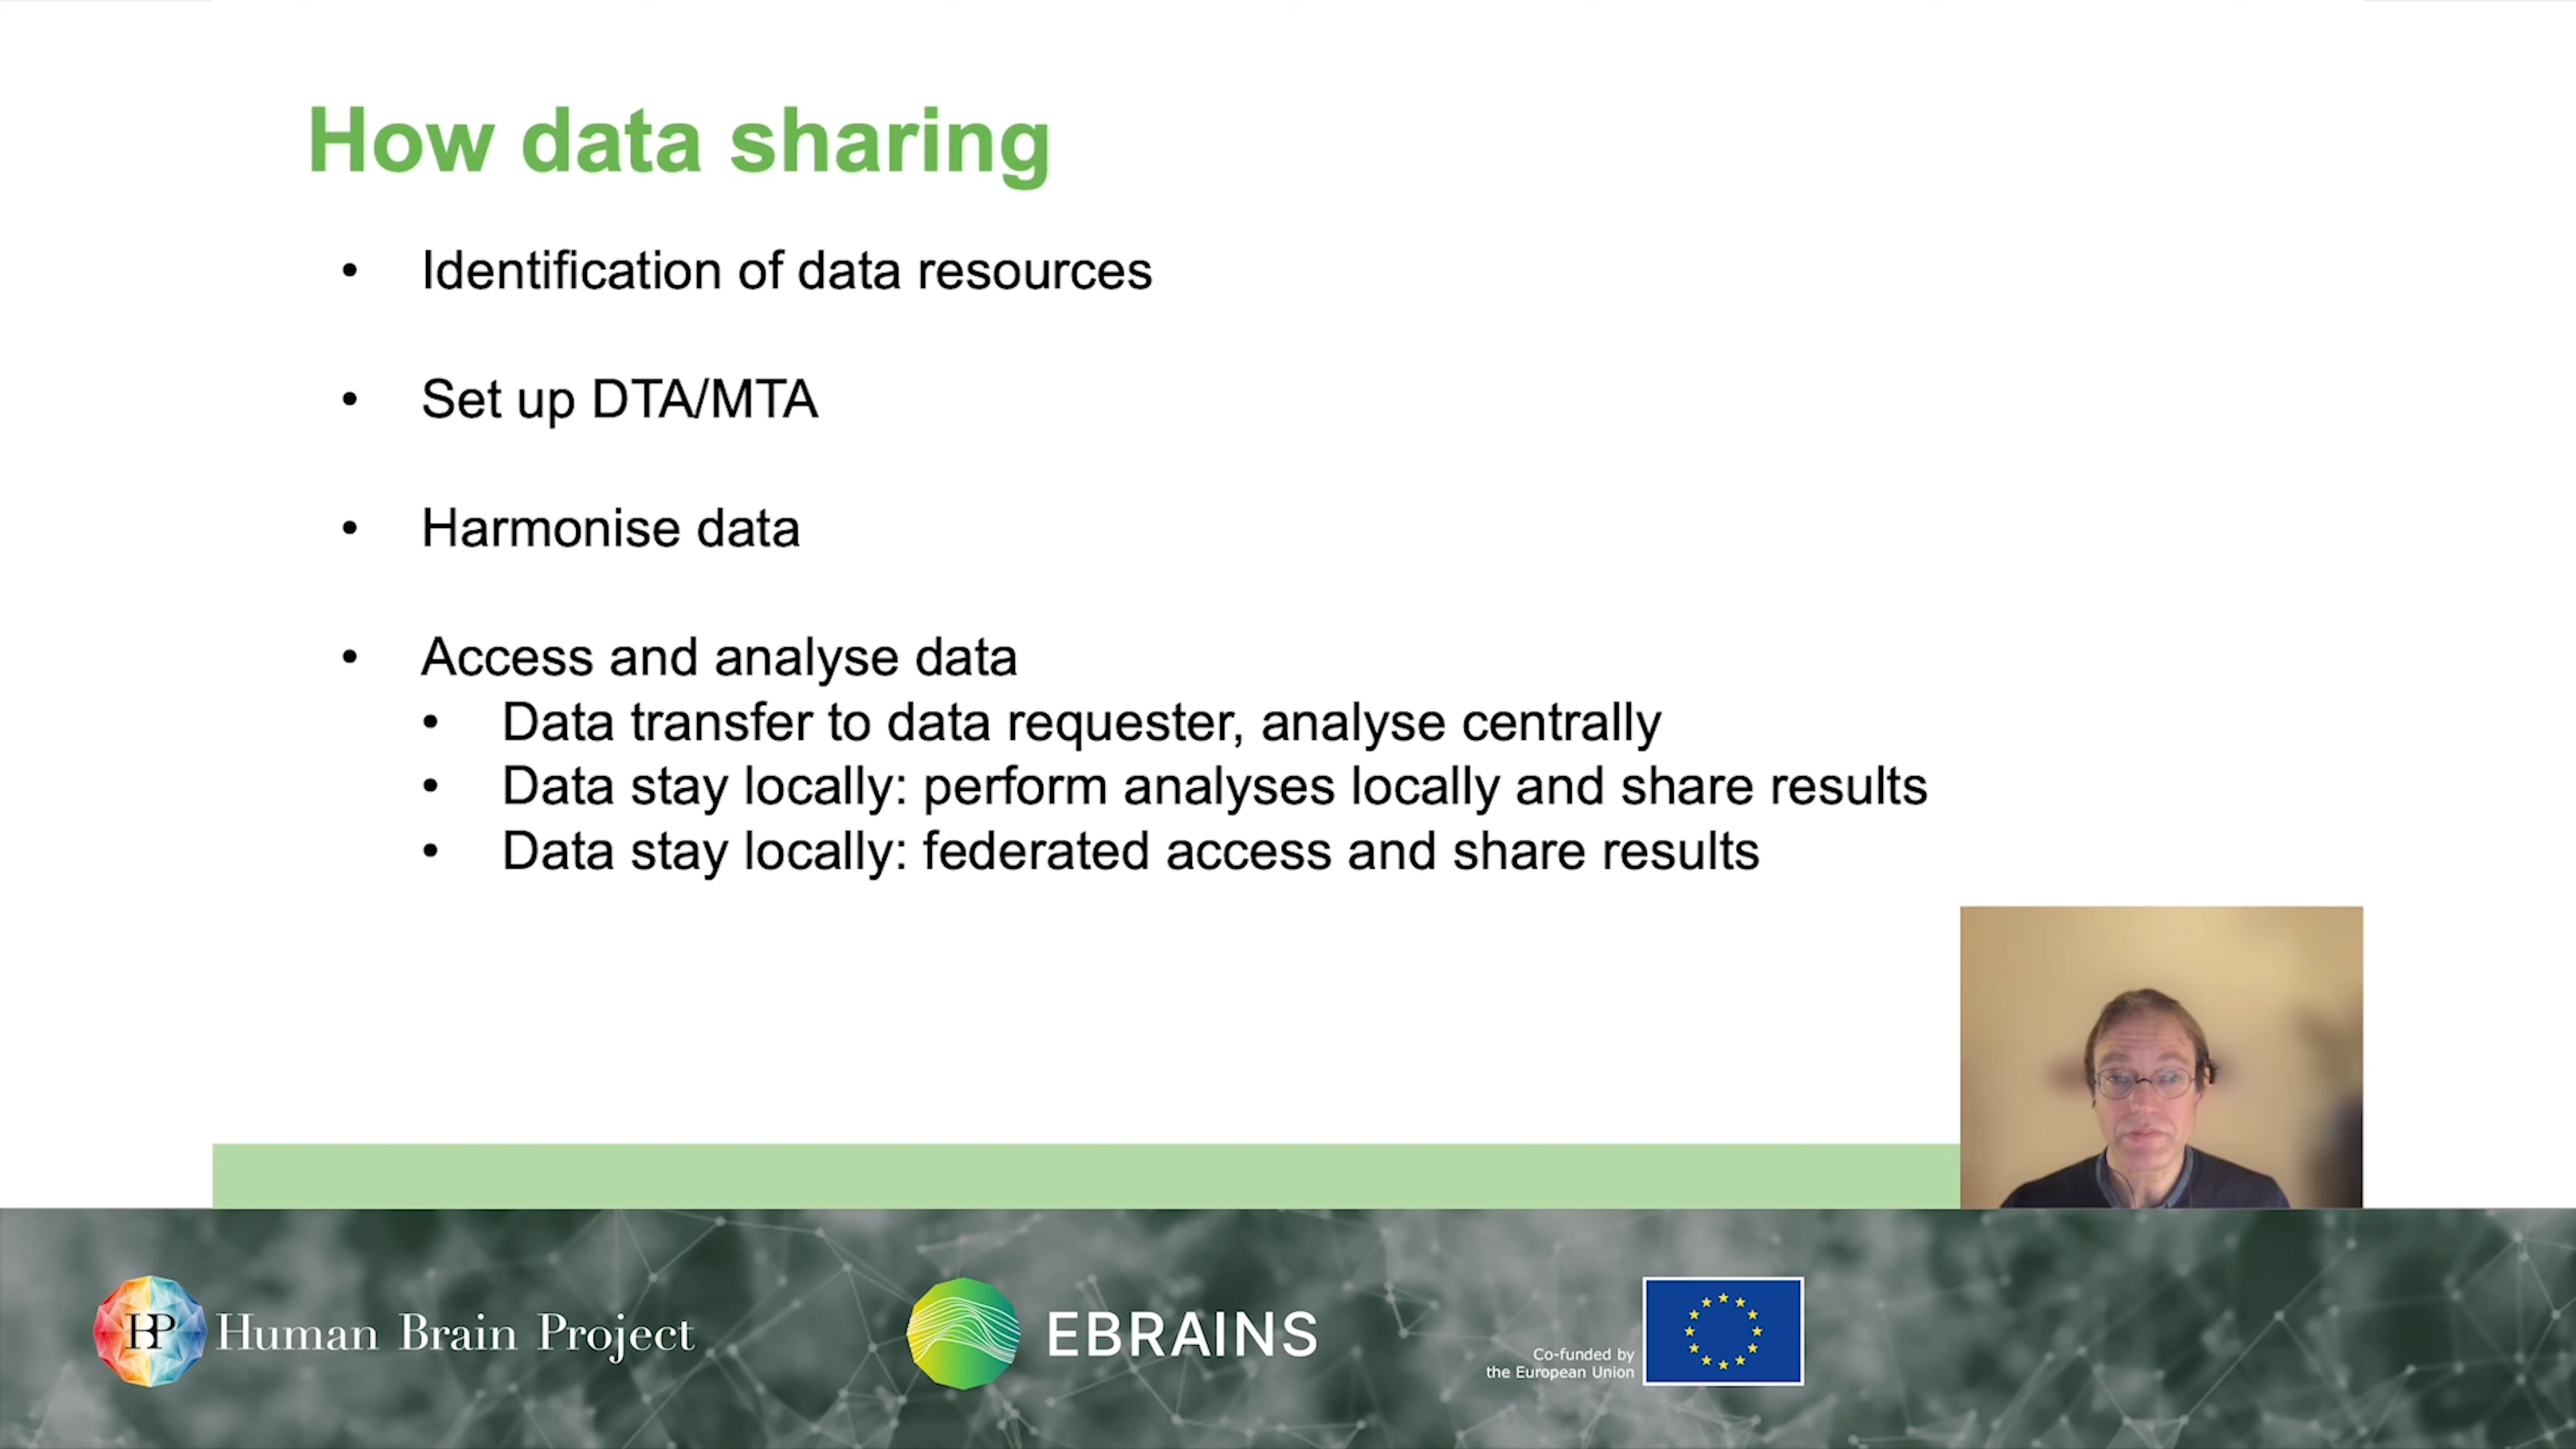 How data sharing
• Identification of data resources
• Set up DTA/MTA
• Harmonise data
• Access and analyse data
• Data transfer to data requester, analyse centrally
• Data stay locally: perform analyses locally and share results
• Data stay locally: federated access and share results
HBP Human Brain Project
EBRAINS
Co-funded by
the European Union